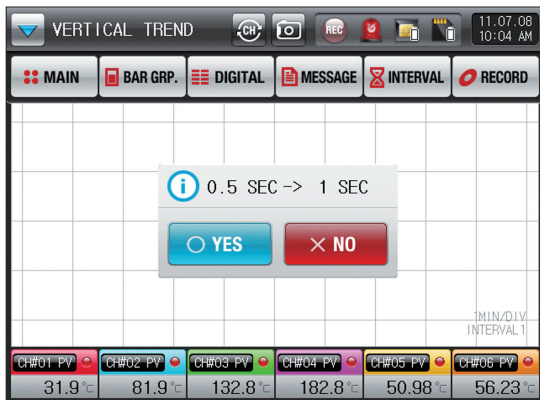 VERTICAL TREND
CH
REC
11.07.08
10:04 AM
MAIN
BAR GRP.
DIGITAL
MESSAGE
INTERVAL
RECORD
0.5 SEC -> 1 SEC
YES
NO
1MIN/DIV
INTERVAL 1
CH#01 PV
CH#02 PV
CH#03 PV
CH#04 PV
CH#05 PV
CH#06 PV
31.9℃
81.9℃
132.8℃
182.8℃
50.98℃
56.23℃